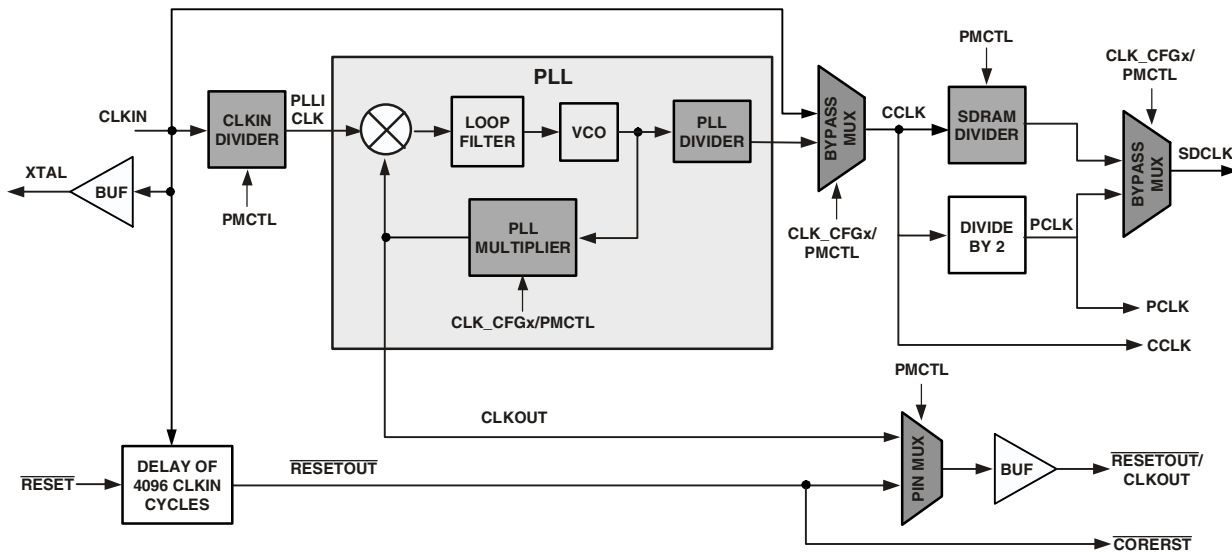 CLKIN
XTAL
BUF
CLKIN
DIVIDER
PMCTL
PLLI
CLK
PLL
LOOP
FILTER
VCO
PLL
DIVIDER
PLL
MULTIPLIER
CLK_CFGx/PMCTL
BYPASS
MUX
CLK_CFGx/
PMCTL
CCLK
PMCTL
SDRAM
DIVIDER
DIVIDE
BY 2
PCLK
CLK_CFGx/
PMCTL
BYPASS
MUX
SDCLK
PCLK
CCLK
RESET
DELAY OF
4096 CLKIN
CYCLES
RESETOUT
CLKOUT
PMCTL
PIN MUX
BUF
RESETOUT/
CLKOUT
CORERST